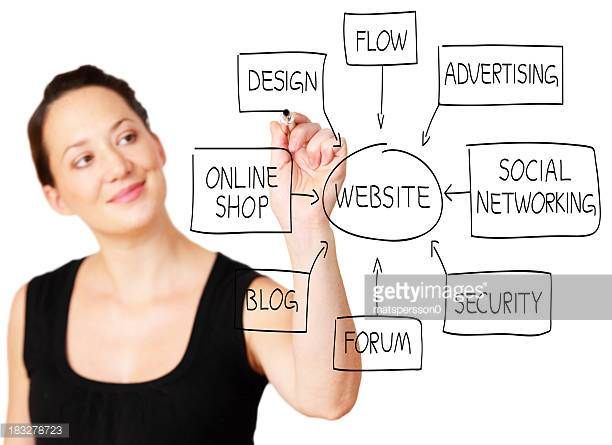 FLOW
DESIGN
ADVERTISING
ONLINE
SHOP
WEBSITE
SOCIAL
NETWORKING
BLOG
FORUM
SECURITY
gettyimages
matspersson0
183278723